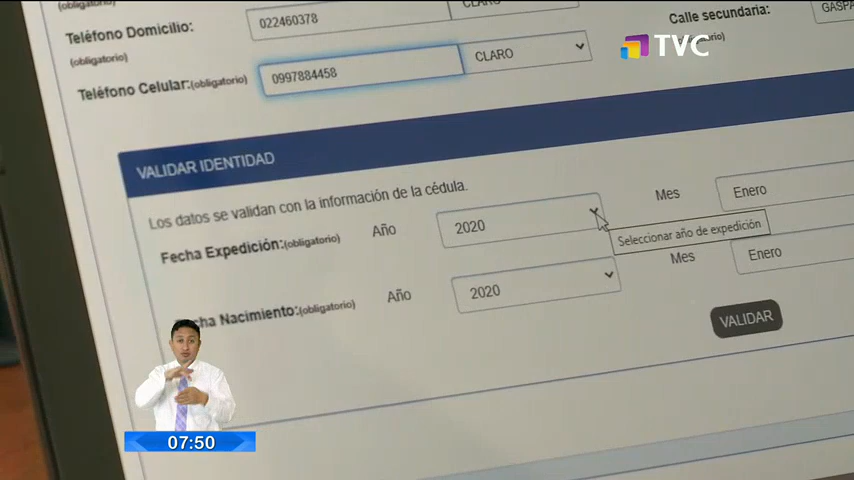 (obligatorio)
022460378
CLARO
Teléfono Domicilio:
(obligatorio)
Calle secundaria:
GASPA
TVC
Teléfono Celular:(obligatorio)
0997884458
CLARO
VALIDAR IDENTIDAD
Los datos se validan con la información de la cédula.
Fecha Expedición:(obligatorio)
Año
2020
Mes
Enero
Seleccionar año de expedición
Nacimiento:(obligatorio)
Año
2020
Mes
Enero
VALIDAR
07:50